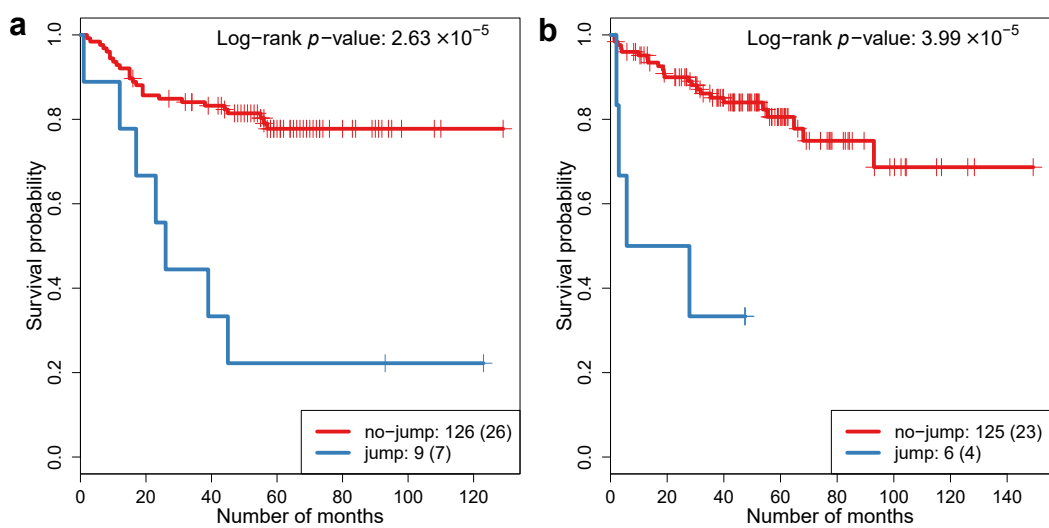 a
Log−rank p−value: 2.63 ×10−5
Survival probability
1.0
0.8
0.6
0.4
0.2
0.0
no−jump: 126 (26)
jump: 9 (7)
0 20 40 60 80 100 120
Number of months
b
Log−rank p−value: 3.99 ×10−5
Survival probability
1.0
0.8
0.6
0.4
0.2
0.0
no−jump: 125 (23)
jump: 6 (4)
0 20 40 60 80 100 120 140
Number of months